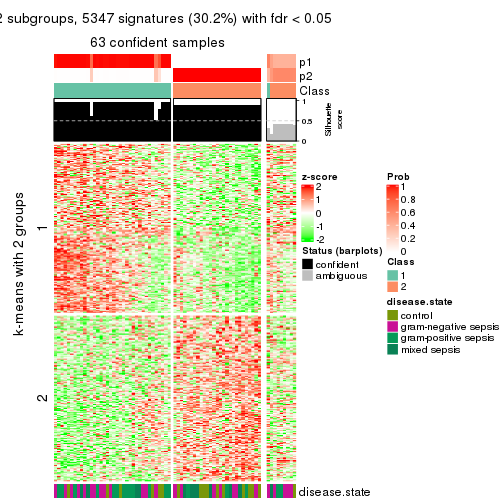 2 subgroups, 5347 signatures (30.2%) with fdr < 0.05
63 confident samples
p1
p2
Class
1
0.5
0
Silhouette
score
k-means with 2 groups
1
2
z-score
2
1
0
-1
-2
Status (barplots)
confident
ambiguous
Prob
1
0.8
0.6
0.4
0.2
0
Class
1
2
disease.state
control
gram-negative sepsis
gram-positive sepsis
mixed sepsis
disease.state